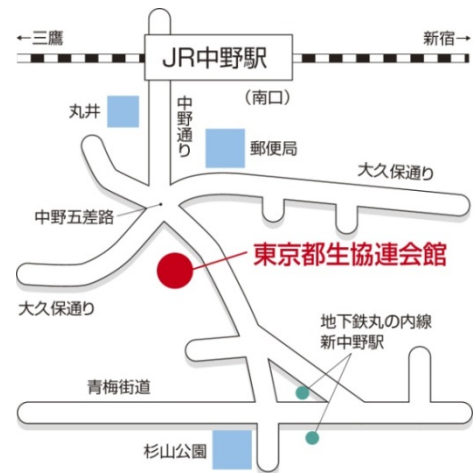 ←三鷹
新宿→
JR中野駅
(南口)
丸井
中野通り
郵便局
大久保通り
中野五差路
東京都生協連会館
大久保通り
地下鉄丸の内線
新中野駅
青梅街道
杉山公園